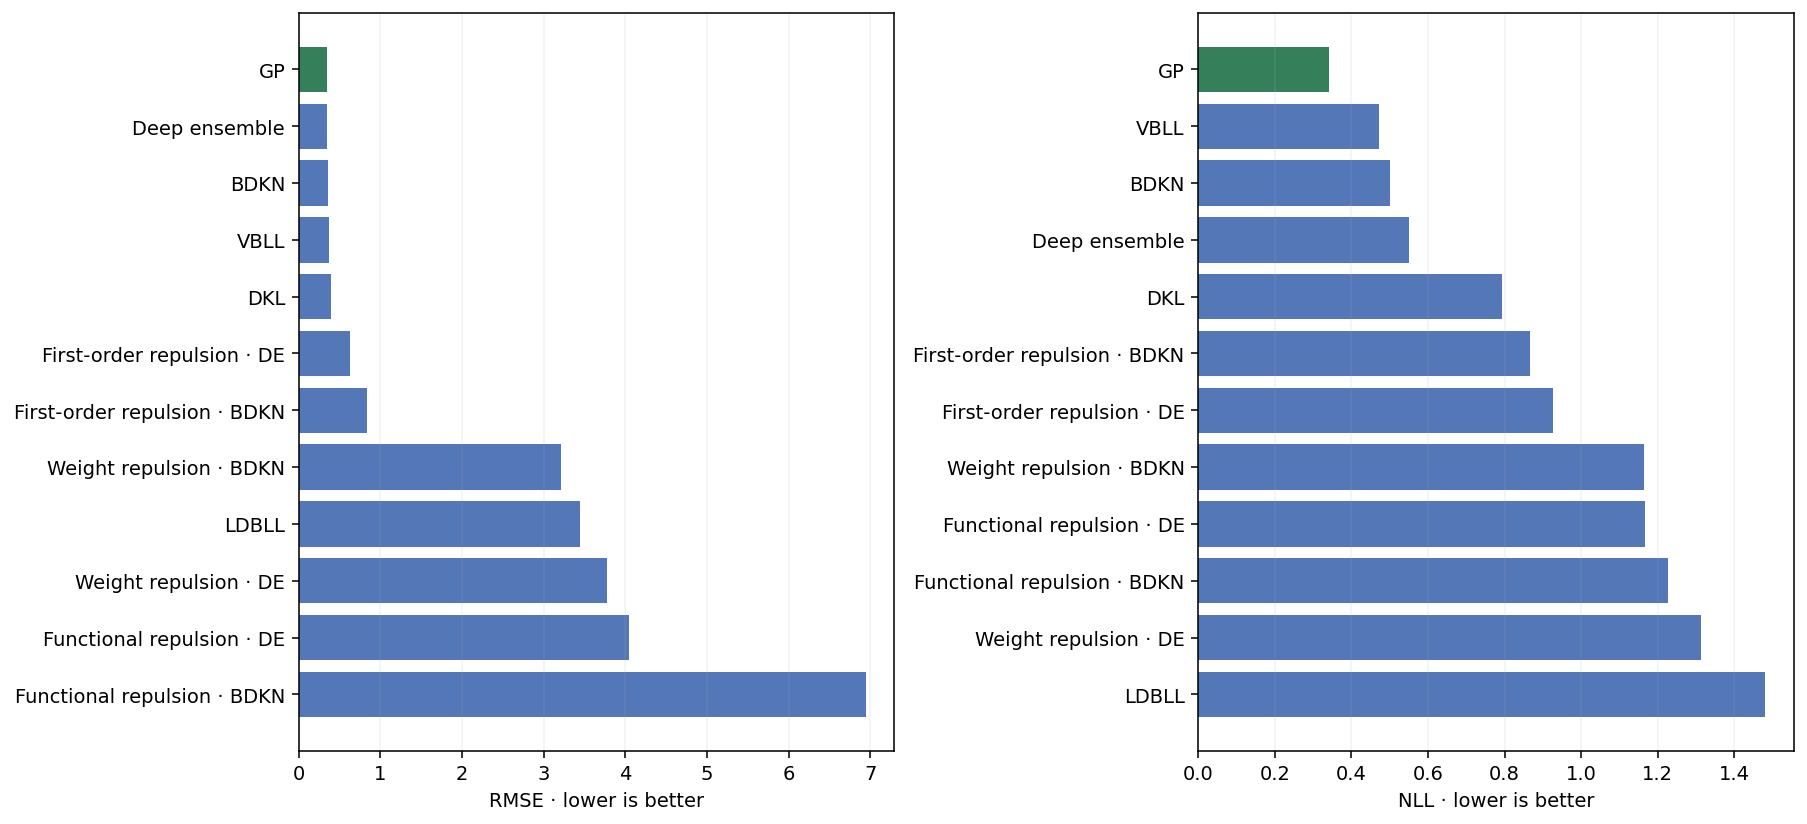 GP
Deep ensemble
BDKN
VBLL
DKL
First-order repulsion · DE
First-order repulsion · BDKN
Weight repulsion · BDKN
LDBLL
Weight repulsion · DE
Functional repulsion · DE
Functional repulsion · BDKN
0 1 2 3 4 5 6 7
RMSE · lower is better
GP
VBLL
BDKN
Deep ensemble
DKL
First-order repulsion · BDKN
First-order repulsion · DE
Weight repulsion · BDKN
Functional repulsion · DE
Functional repulsion · BDKN
Weight repulsion · DE
LDBLL
0.0 0.2 0.4 0.6 0.8 1.0 1.2 1.4
NLL · lower is better